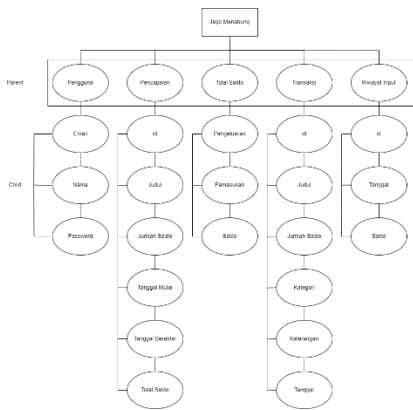 Jago Menabung
Parent
Pengguna
Pencapaian
Total Saldo
Transaksi
Riwayat Input
Child
Email
id
Pengeluaran
id
id
Nama
Judul
Pemasukan
Judul
Tanggal
Password
Jumlah Saldo
Saldo
Jumlah Saldo
Saldo
Tanggal Mulai
Kategori
Tanggal Berakhir
Keterangan
Total Saldo
Tanggal